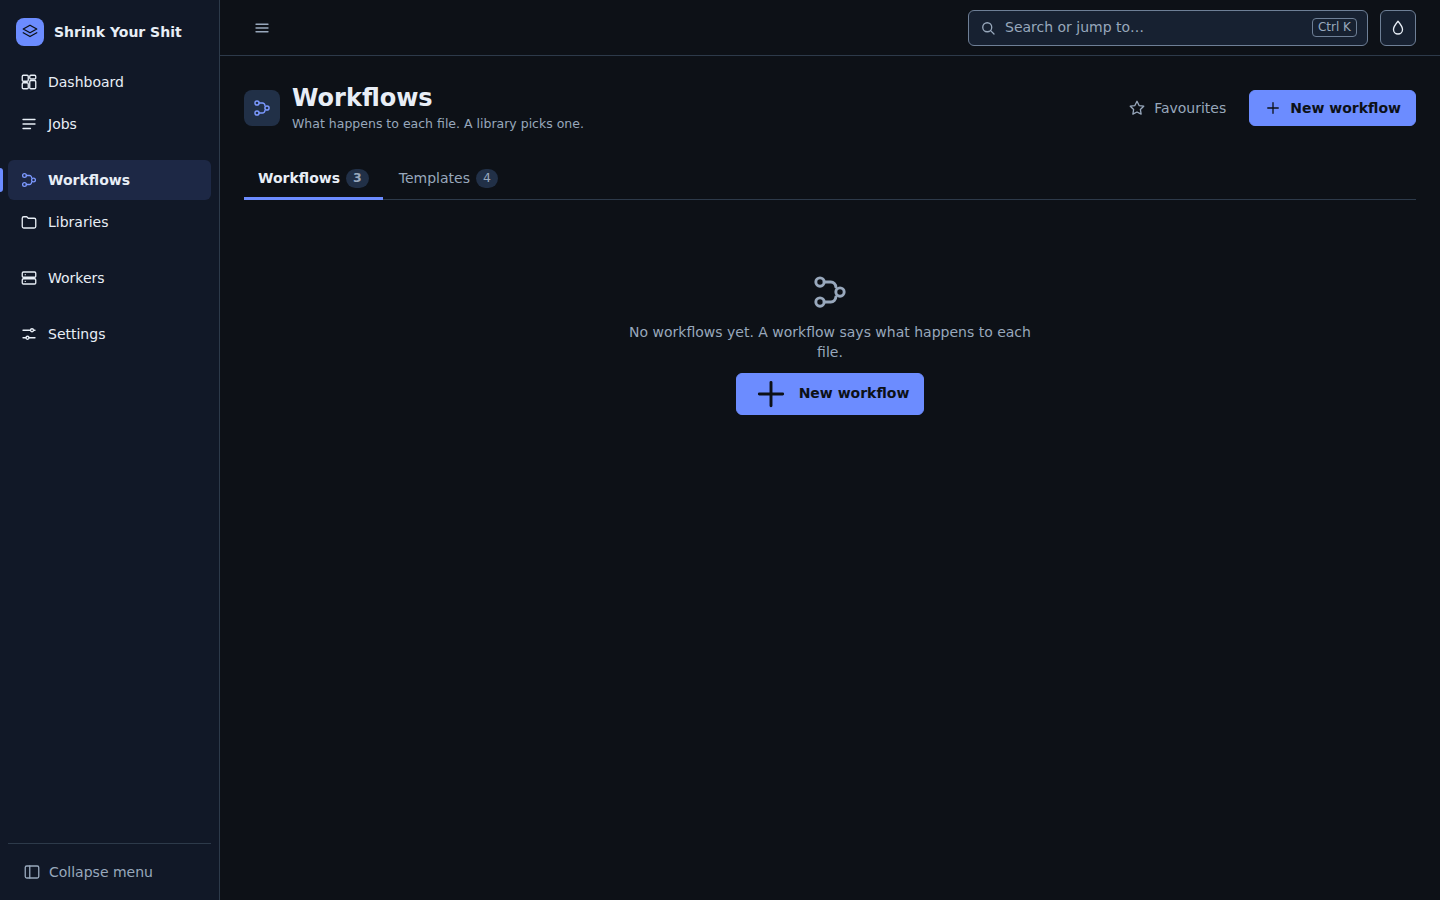 Shrink Your Shit
Search or jump to…
Ctrl K
Dashboard
Jobs
Workflows
Libraries
Workers
Settings
Collapse menu
Workflows
What happens to each file. A library picks one.
Favourites
New workflow
Workflows 3
Templates 4
No workflows yet. A workflow says what happens to each
file.
New workflow